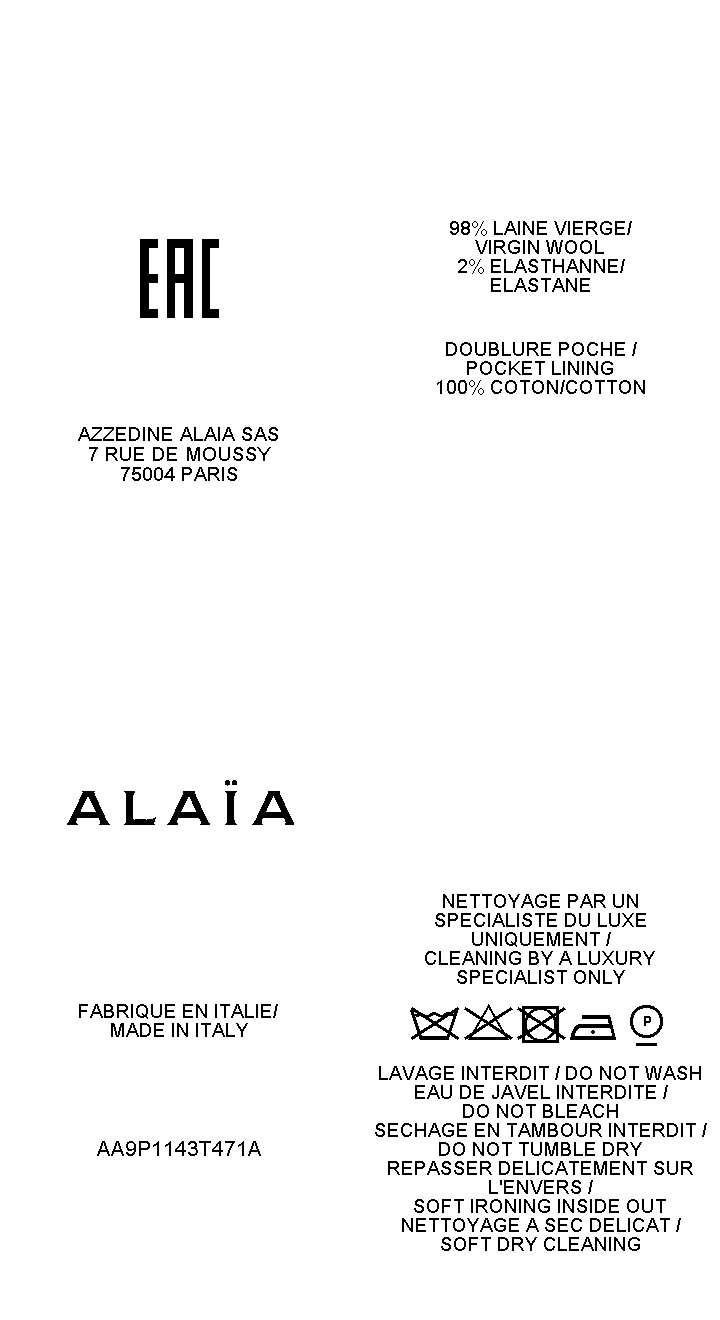 EAC
AZZEDINE ALAIA SAS
7 RUE DE MOUSSY
75004 PARIS
98% LAINE VIERGE/
VIRGIN WOOL
2% ELASTHANNE/
ELASTANE
DOUBLURE POCHE /
POCKET LINING
100% COTON/COTTON
ALAÏA
FABRIQUE EN ITALIE/
MADE IN ITALY
AA9P1143T471A
NETTOYAGE PAR UN
SPECIALISTE DU LUXE
UNIQUEMENT /
CLEANING BY A LUXURY
SPECIALIST ONLY
P
LAVAGE INTERDIT / DO NOT WASH
EAU DE JAVEL INTERDITE /
DO NOT BLEACH
SECHAGE EN TAMBOUR INTERDIT /
DO NOT TUMBLE DRY
REPASSER DELICATEMENT SUR
L'ENVERS /
SOFT IRONING INSIDE OUT
NETTOYAGE A SEC DELICAT /
SOFT DRY CLEANING